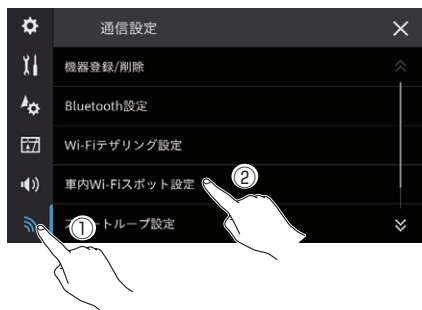 通信設定
機器登録/削除
Bluetooth設定
Wi-Fiテザリング設定
車内Wi-Fiスポット設定
②
①
ートループ設定